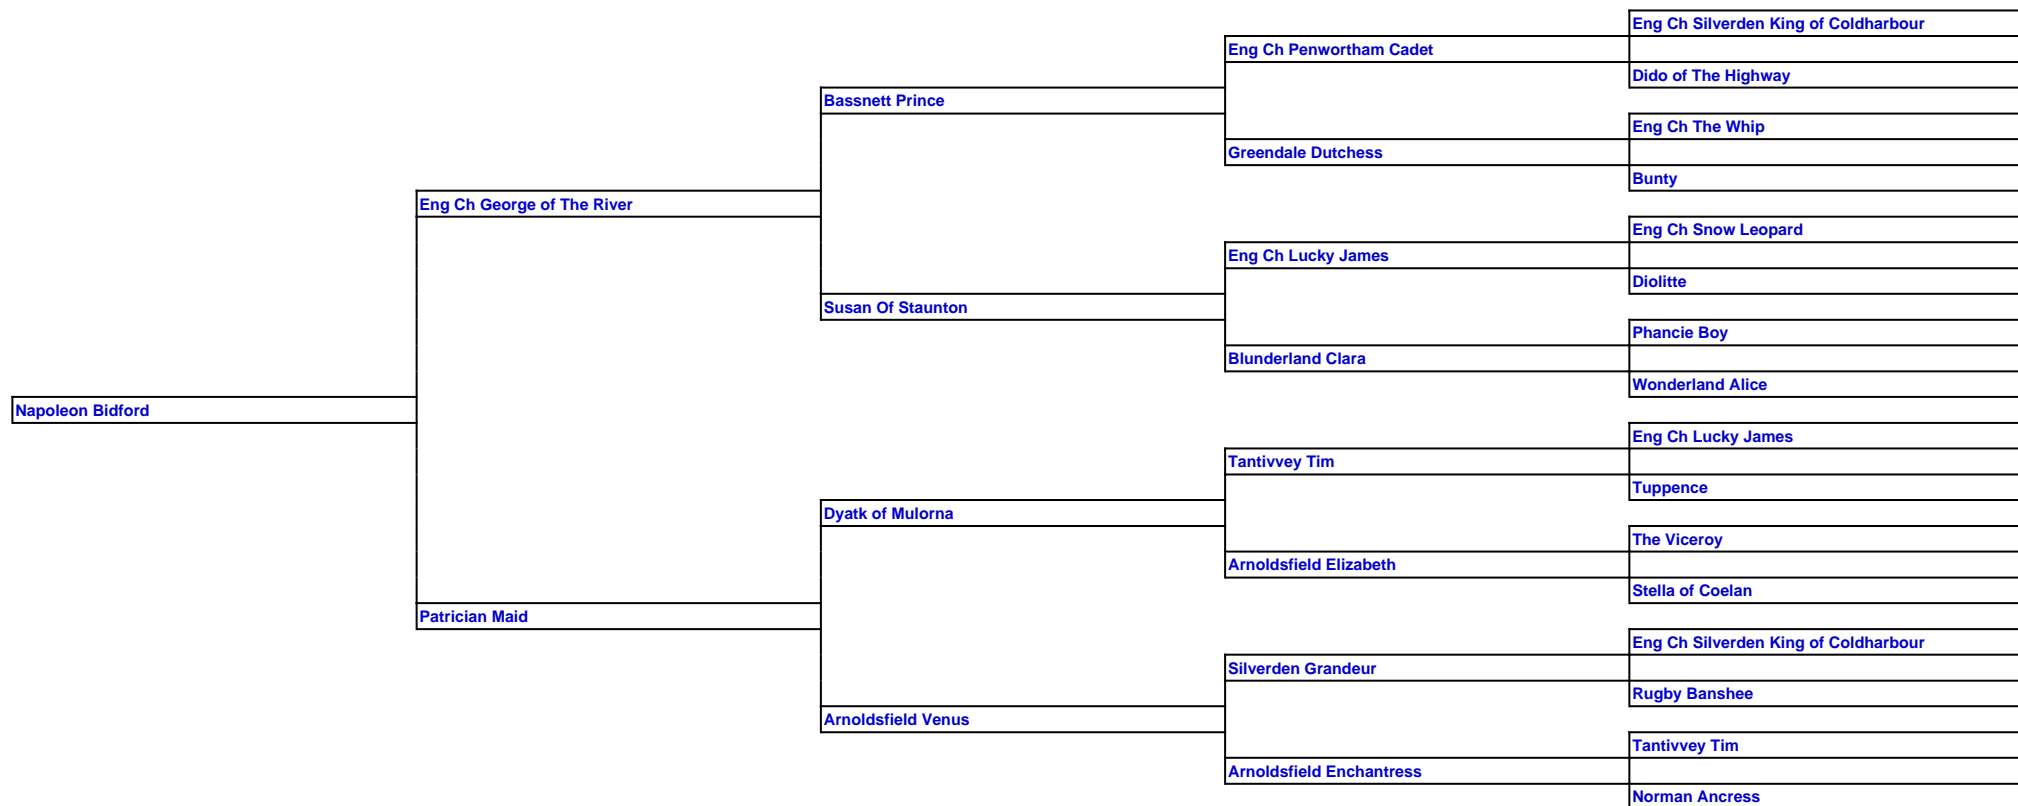 Eng Ch Silverden King of Coldharbour
Eng Ch Penwortham Cadet
Dido of The Highway
Bassnett Prince
Eng Ch The Whip
Greendale Dutchess
Bunty
Eng Ch George of The River
Eng Ch Snow Leopard
Eng Ch Lucky James
Diolitte
Susan Of Staunton
Phancie Boy
Blunderland Clara
Wonderland Alice
Napoleon Bidford
Eng Ch Lucky James
Tantivvey Tim
Tuppence
Dyatk of Mulorna
The Viceroy
Arnoldsfield Elizabeth
Stella of Coelan
Patrician Maid
Eng Ch Silverden King of Coldharbour
Silverden Grandeur
Rugby Banshee
Arnoldsfield Venus
Tantivvey Tim
Arnoldsfield Enchantress
Norman Ancress